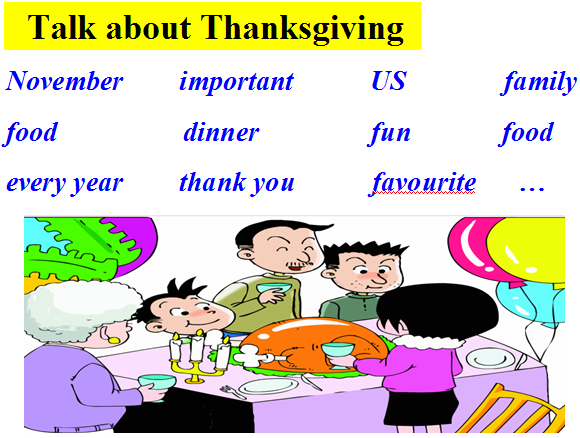 Talk about Thanksgiving
November important US family
food dinner fun food
every year thank you favourite …